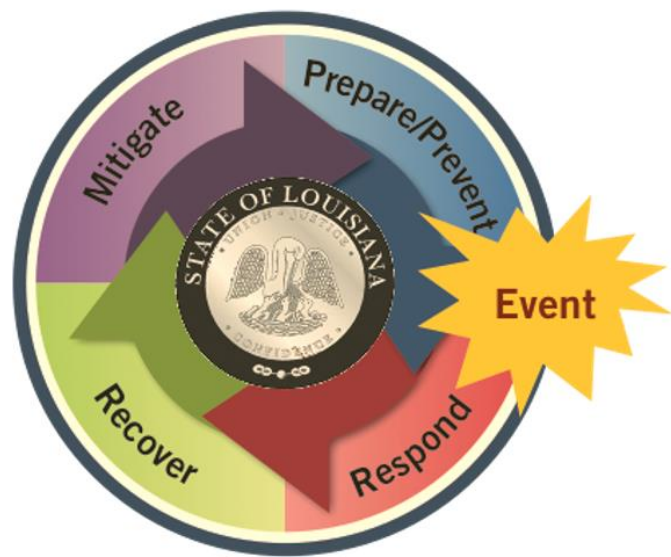 Mitigate
Prepare/Prevent
Event
Respond
Recover
STATE OF LOUISIANA
UNION · JUSTICE
CONFIDENCE